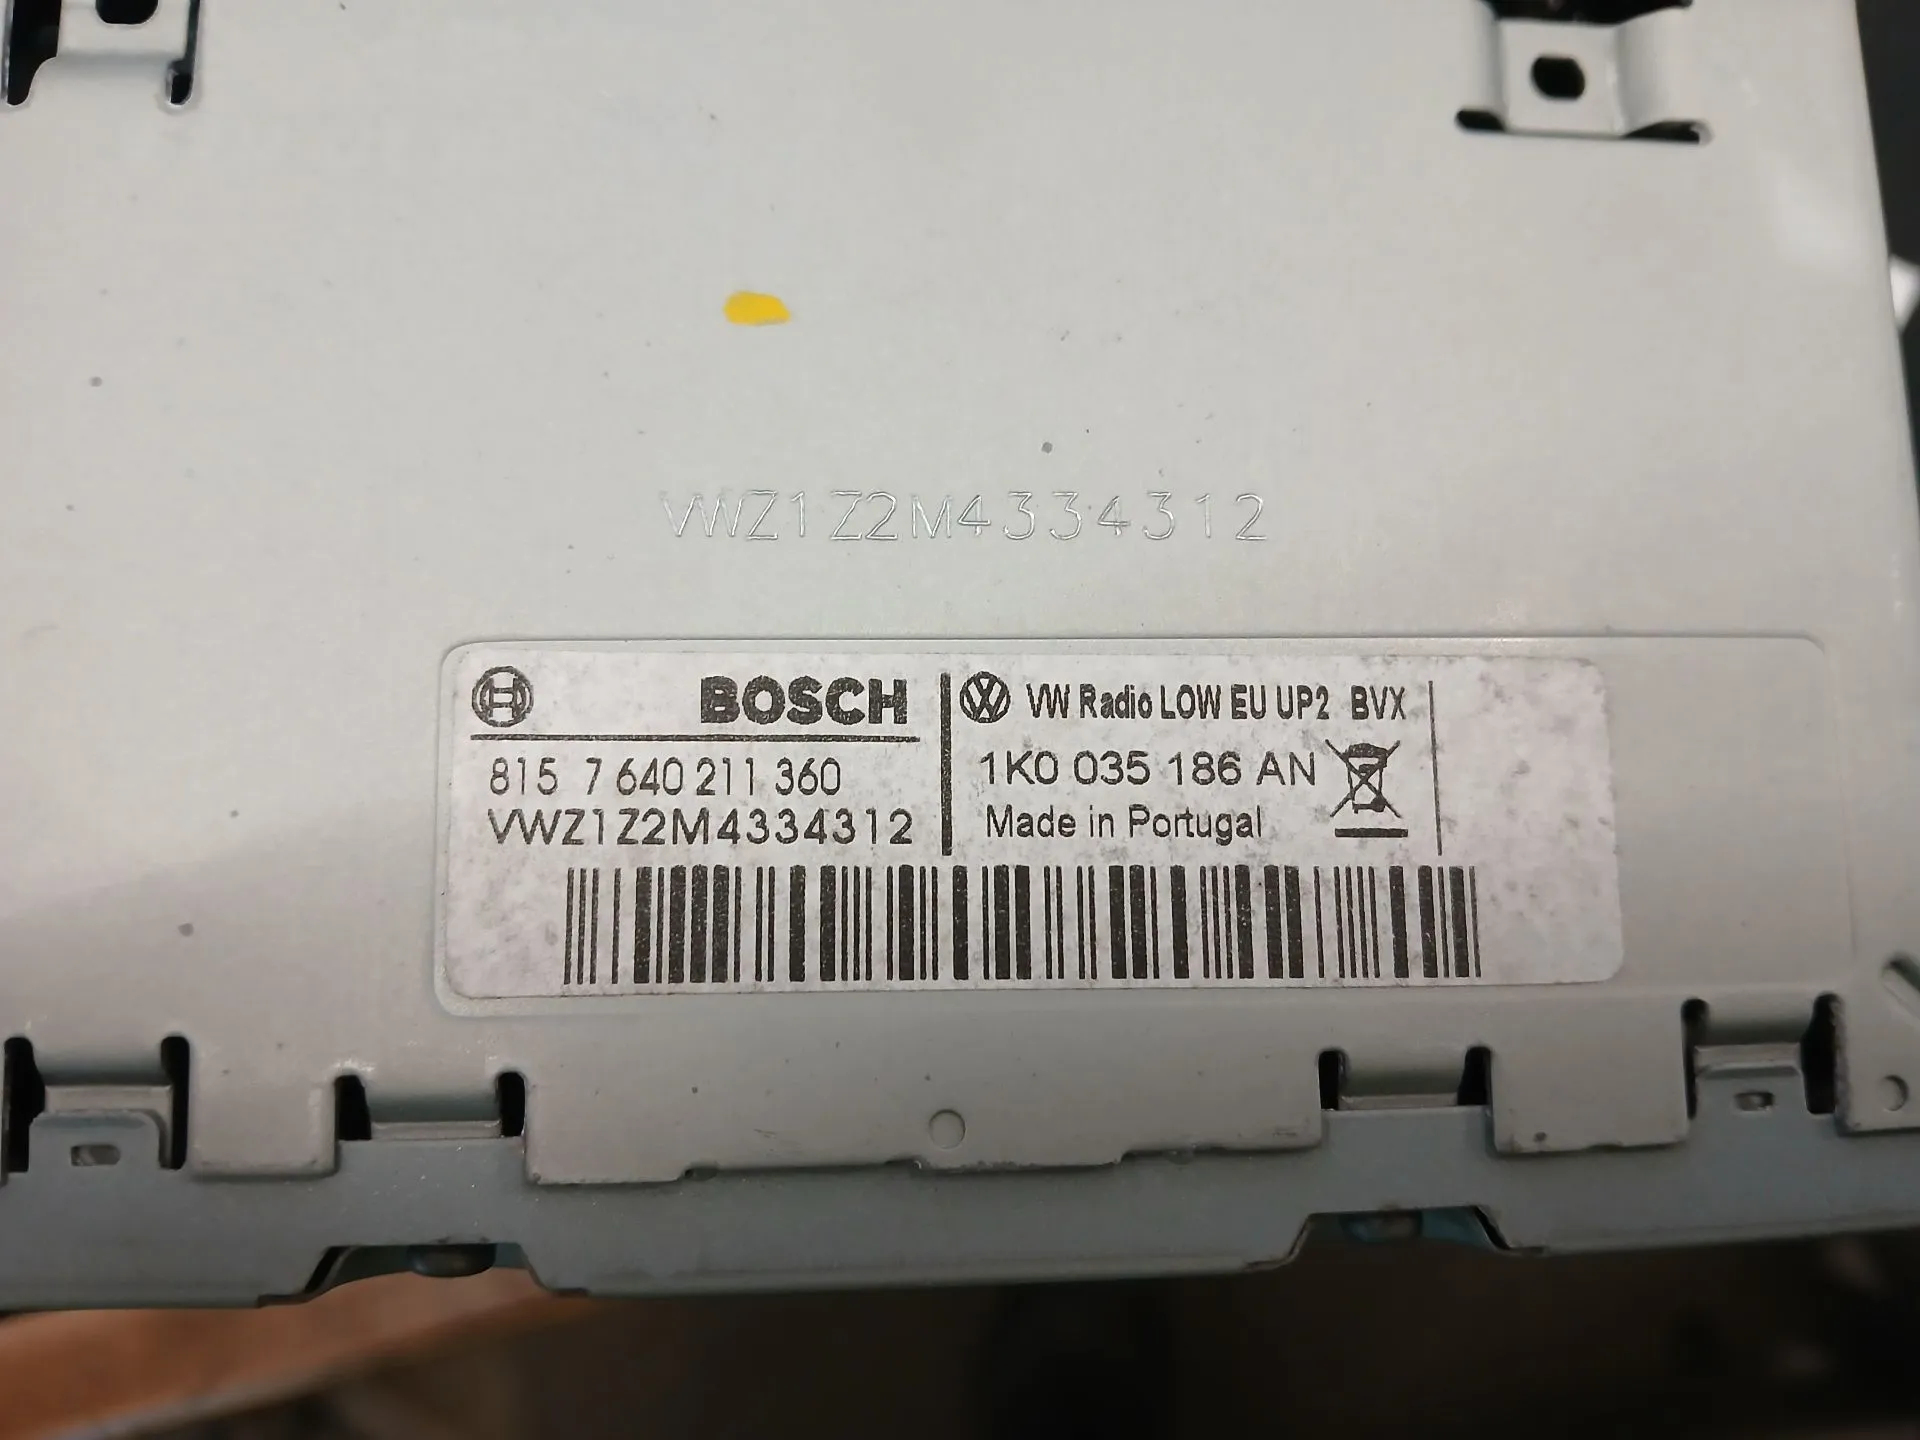 VWZ1Z2M4334312
BOSCH
815 7 640 211 360
VWZ1Z2M4334312
VW Radio LOW EU UP2 BVX
1K0 035 186 AN
Made in Portugal